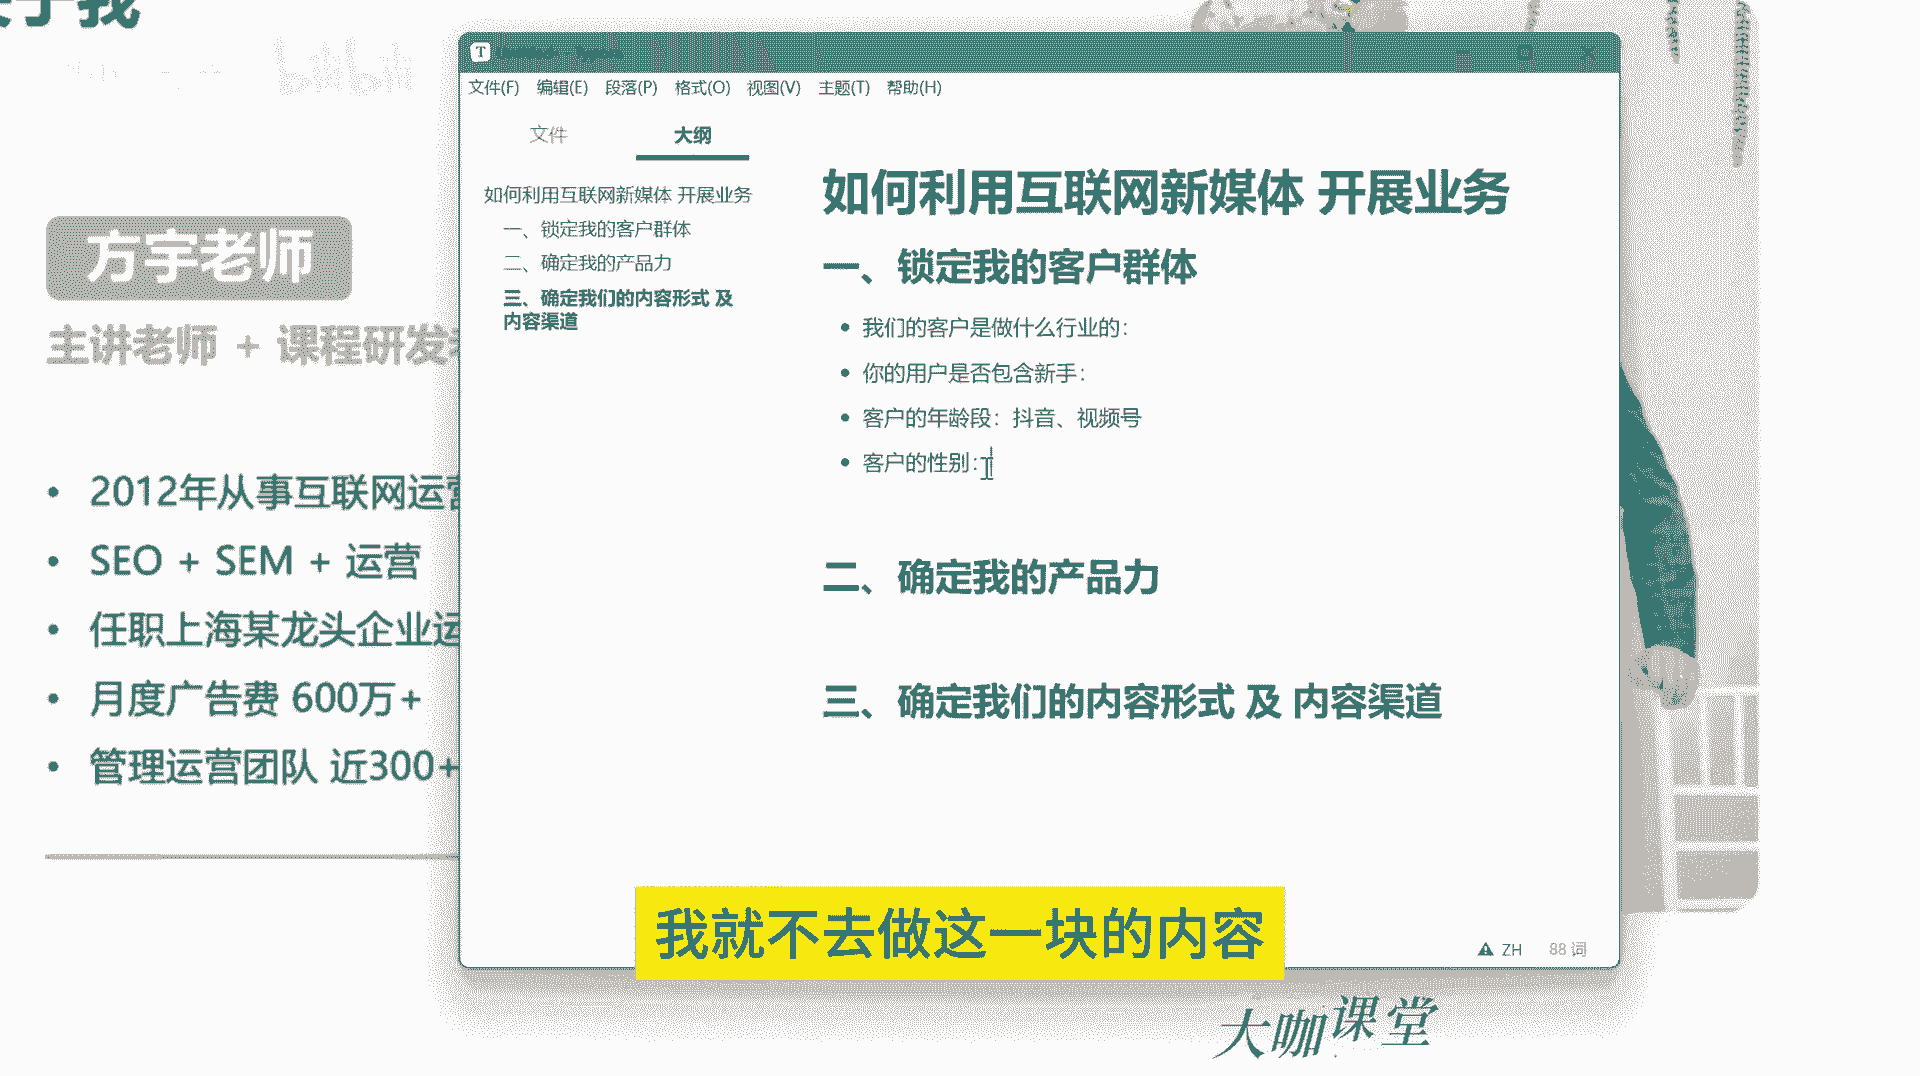 bilibili
方宇老师
主讲老师 + 课程研发
2012年从事互联网运营
SEO + SEM + 运营
任职上海某龙头企业运
月度广告费 600万+
管理运营团队 近300+
T
文件(F) 编辑(E) 段落(P) 格式(O) 视图(V) 主题(T) 帮助(H)
文件 大纲
如何利用互联网新媒体 开展业务
一、锁定我的客户群体
二、确定我的产品力
三、确定我们的内容形式 及
内容渠道
如何利用互联网新媒体 开展业务
一、锁定我的客户群体
我们的客户是做什么行业的：
你的用户是否包含新手：
客户的年龄段：抖音、视频号
客户的性别：
二、确定我的产品力
三、确定我们的内容形式 及 内容渠道
ZH 88 词
我就不去做这一块的内容
大咖课堂